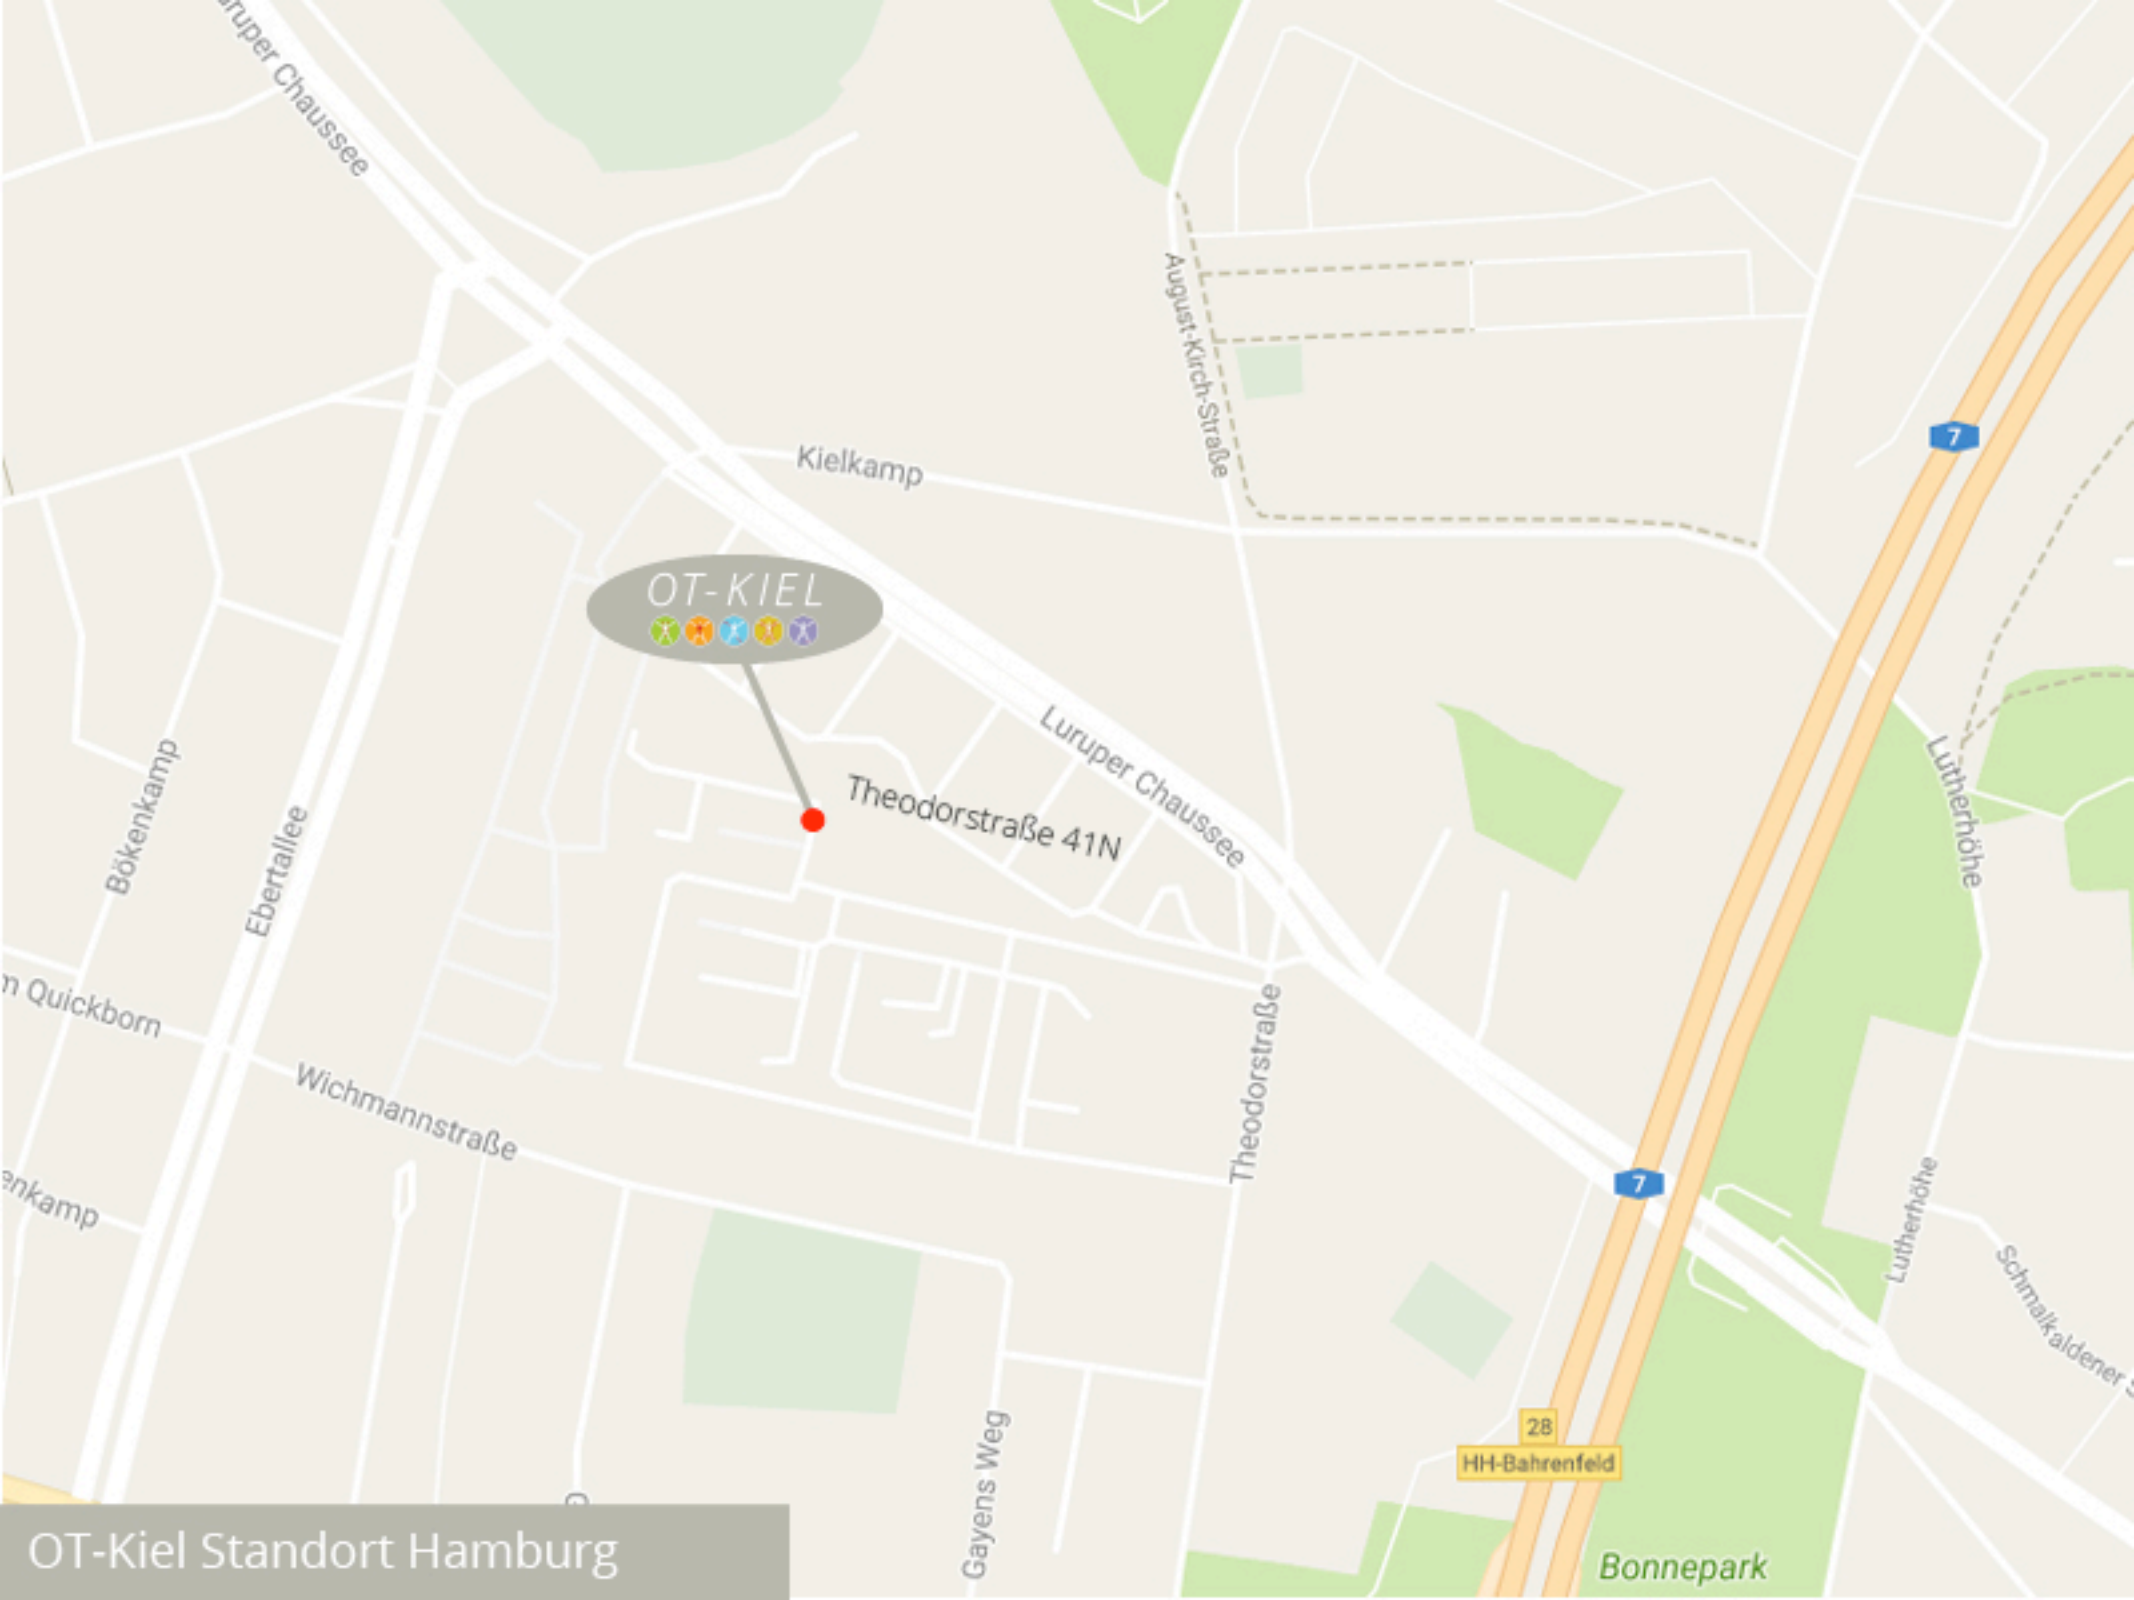 Luruper Chaussee
August-Kirch-Straße
Kielkamp
7
OT-KIEL
Luruper Chaussee
Theodorstraße 41N
Bökenkamp
Ebertallee
Lutherhöhe
m Quickborn
Wichmannstraße
Theodorstraße
enkamp
7
Lutherhöhe
Schmalkaldener S
28
HH-Bahrenfeld
Gayens Weg
G
OT-Kiel Standort Hamburg
Bonnepark